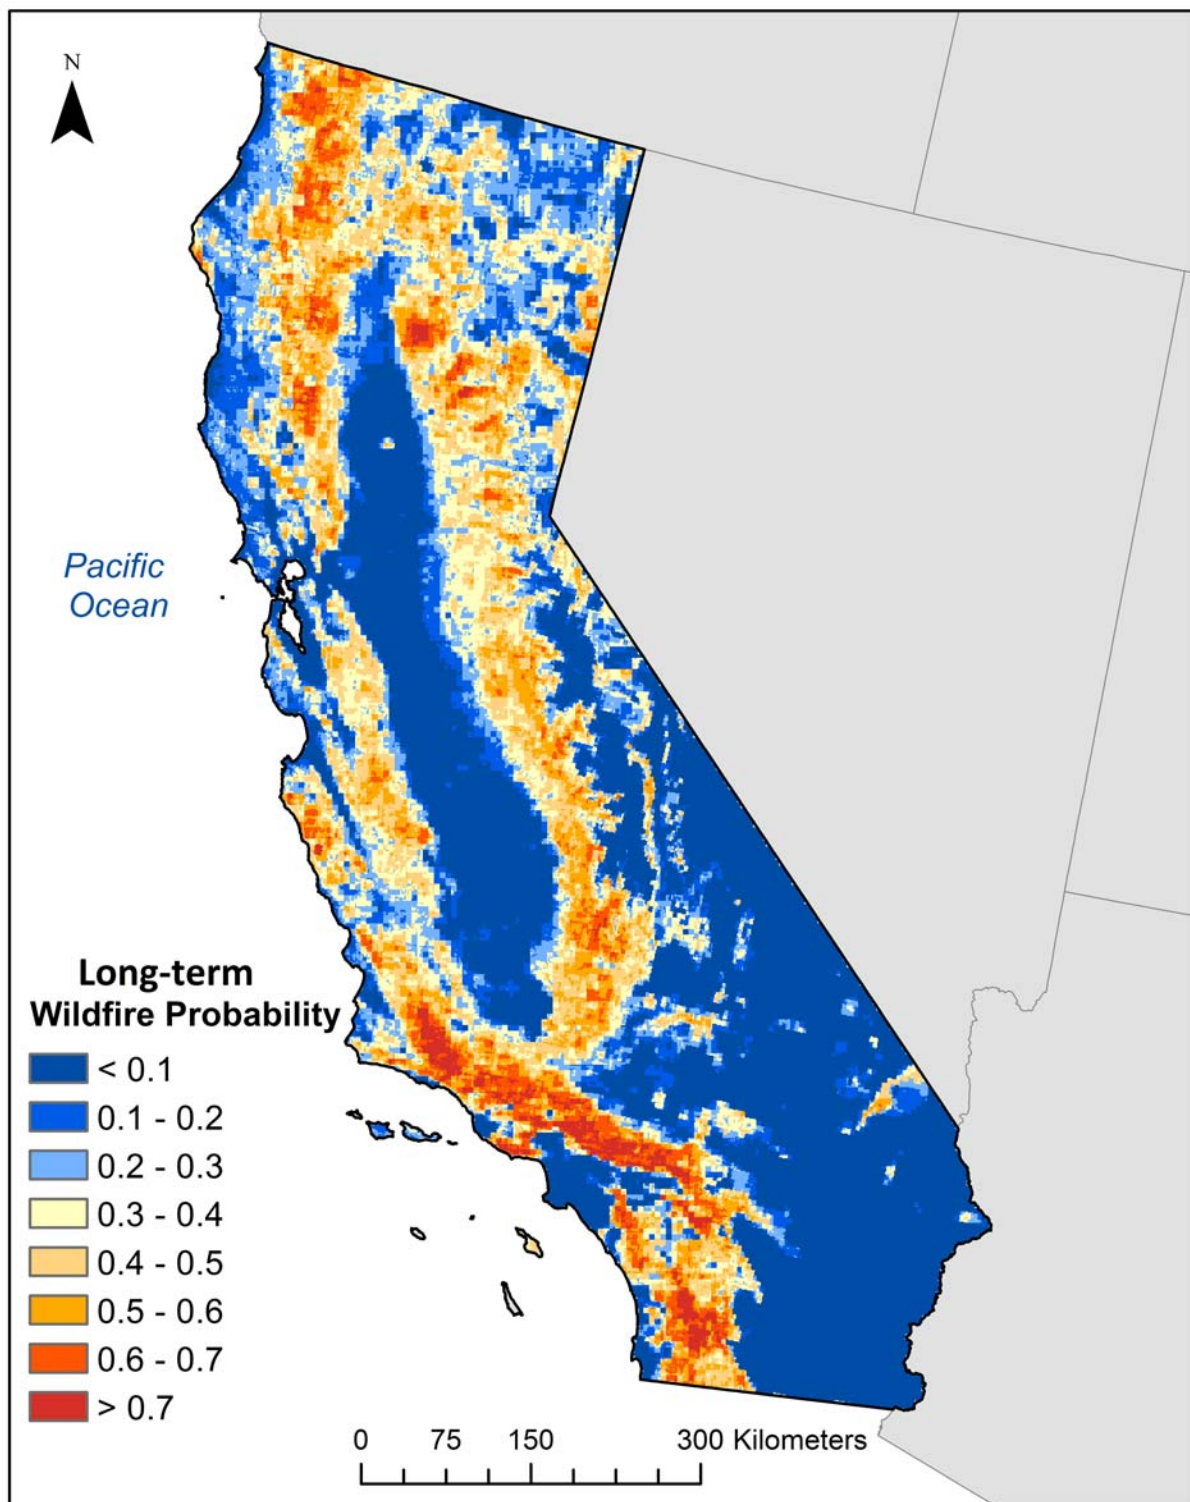 N
Pacific
Ocean
Long-term
Wildfire Probability
< 0.1
0.1 - 0.2
0.2 - 0.3
0.3 - 0.4
0.4 - 0.5
0.5 - 0.6
0.6 - 0.7
> 0.7
0 75 150 300 Kilometers